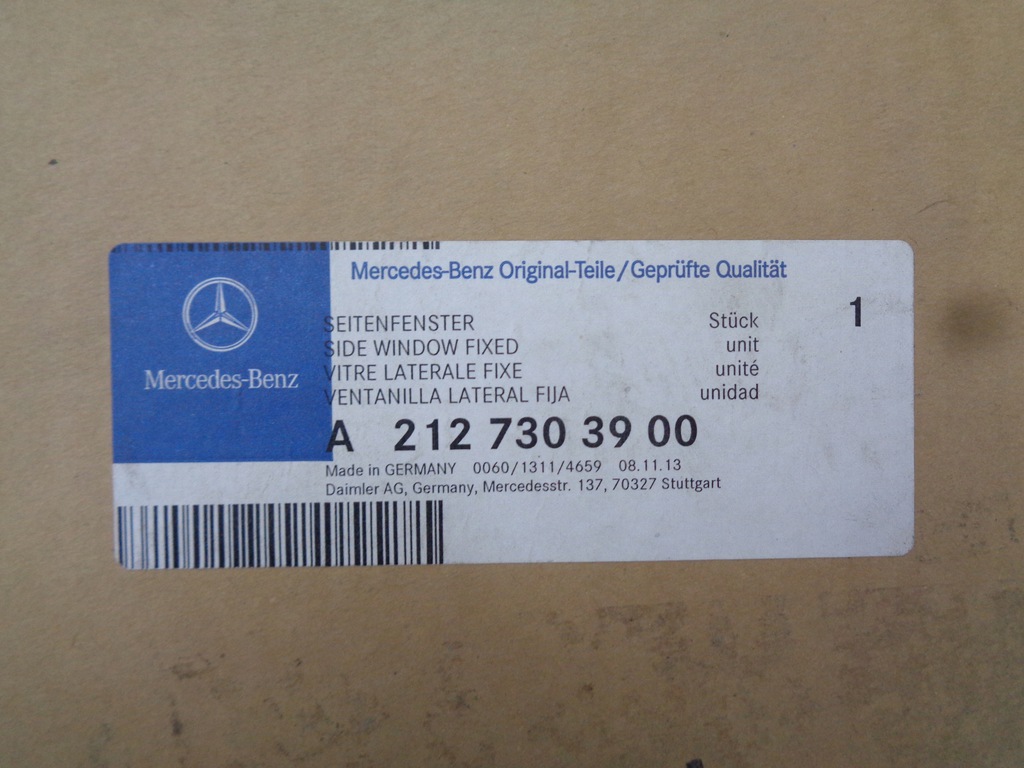 Mercedes-Benz Original-Teile/Geprüfte Qualität
Mercedes-Benz
SEITENFENSTER Stück 1
SIDE WINDOW FIXED unit
VITRE LATERALE FIXE unité
VENTANILLA LATERAL FIJA unidad
A 212 730 39 00
Made in GERMANY 0060/1311/4659 08.11.13
Daimler AG, Germany, Mercedesstr. 137, 70327 Stuttgart